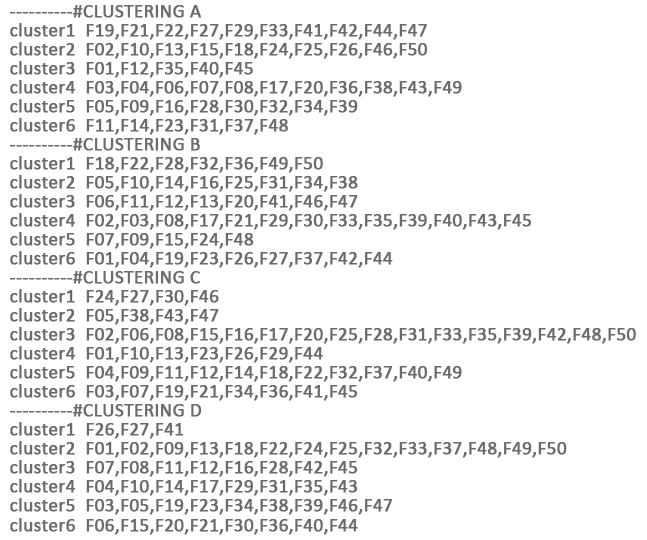 ----------#CLUSTERING A
cluster1 F19,F21,F22,F27,F29,F33,F41,F42,F44,F47
cluster2 F02,F10,F13,F15,F18,F24,F25,F26,F46,F50
cluster3 F01,F12,F35,F40,F45
cluster4 F03,F04,F06,F07,F08,F17,F20,F36,F38,F43,F49
cluster5 F05,F09,F16,F28,F30,F32,F34,F39
cluster6 F11,F14,F23,F31,F37,F48
----------#CLUSTERING B
cluster1 F18,F22,F28,F32,F36,F49,F50
cluster2 F05,F10,F14,F16,F25,F31,F34,F38
cluster3 F06,F11,F12,F13,F20,F41,F46,F47
cluster4 F02,F03,F08,F17,F21,F29,F30,F33,F35,F39,F40,F43,F45
cluster5 F07,F09,F15,F24,F48
cluster6 F01,F04,F19,F23,F26,F27,F37,F42,F44
----------#CLUSTERING C
cluster1 F24,F27,F30,F46
cluster2 F05,F38,F43,F47
cluster3 F02,F06,F08,F15,F16,F17,F20,F25,F28,F31,F33,F35,F39,F42,F48,F50
cluster4 F01,F10,F13,F23,F26,F29,F44
cluster5 F04,F09,F11,F12,F14,F18,F22,F32,F37,F40,F49
cluster6 F03,F07,F19,F21,F34,F36,F41,F45
----------#CLUSTERING D
cluster1 F26,F27,F41
cluster2 F01,F02,F09,F13,F18,F22,F24,F25,F32,F33,F37,F48,F49,F50
cluster3 F07,F08,F11,F12,F16,F28,F42,F45
cluster4 F04,F10,F14,F17,F29,F31,F35,F43
cluster5 F03,F05,F19,F23,F34,F38,F39,F46,F47
cluster6 F06,F15,F20,F21,F30,F36,F40,F44